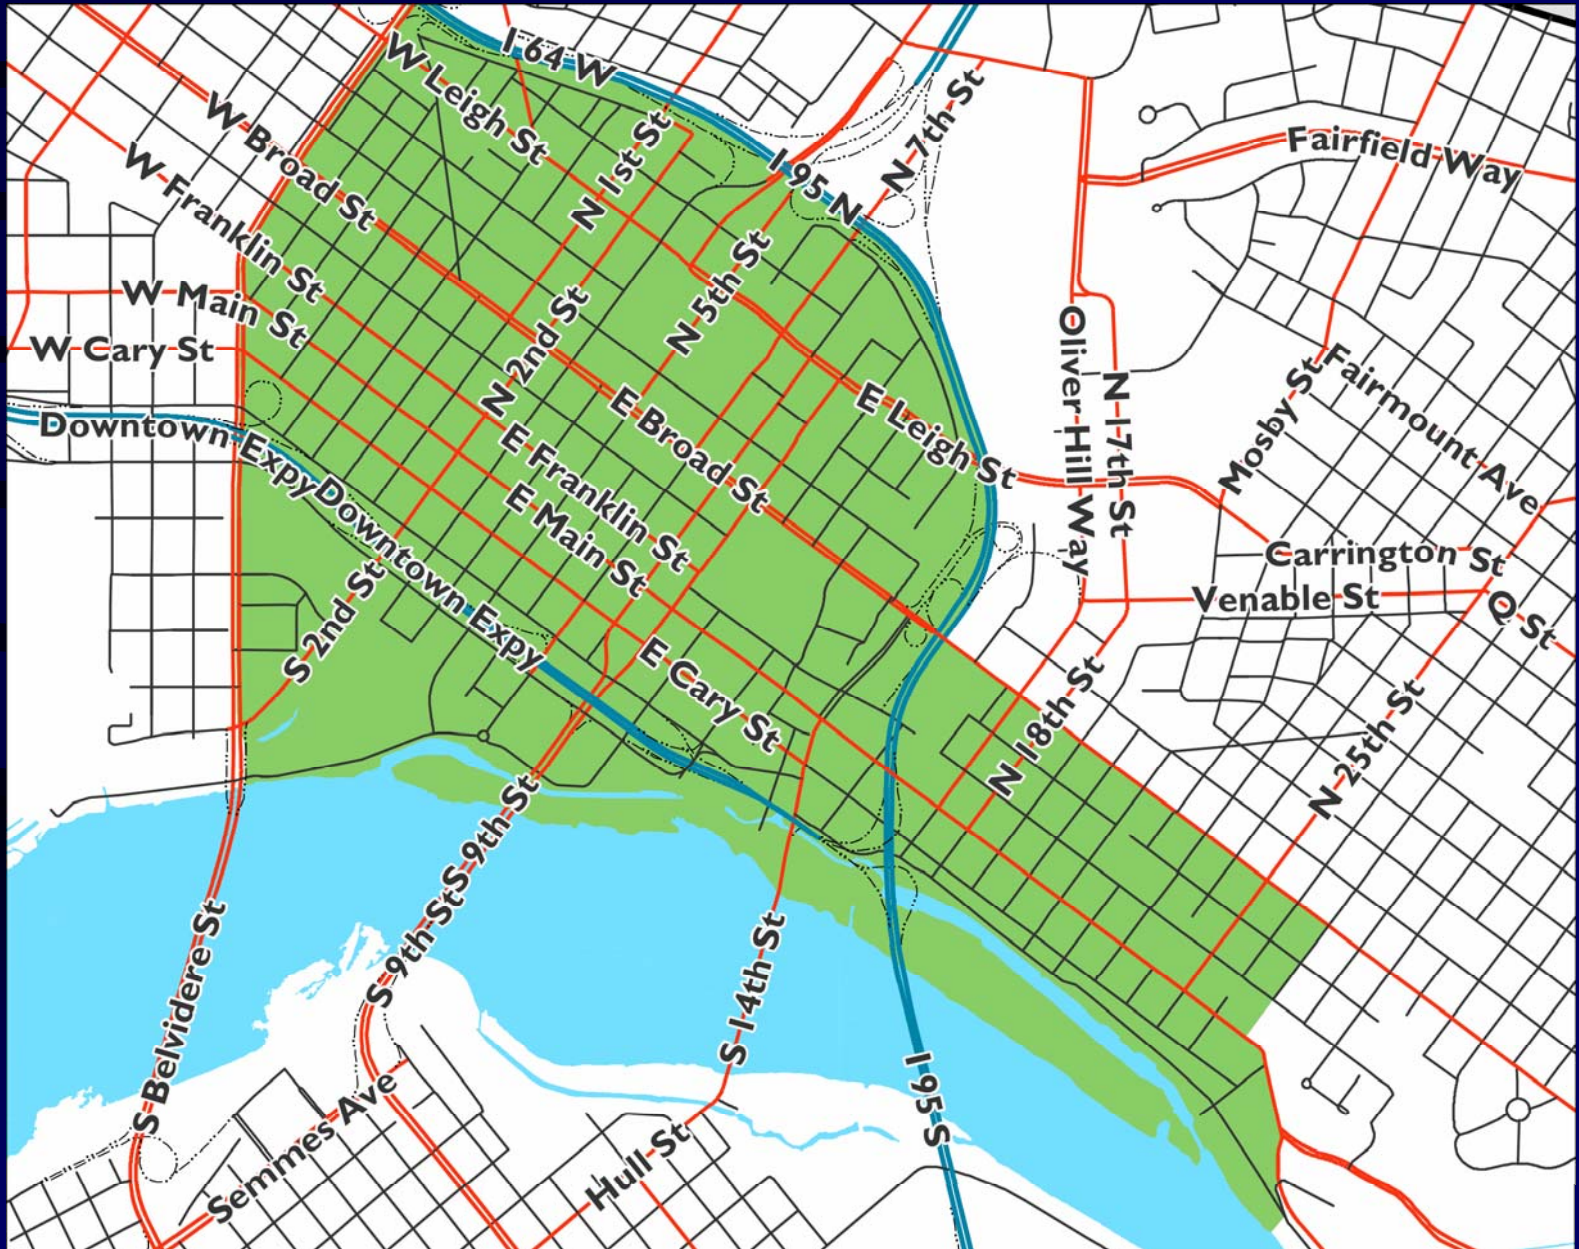 I 64 W
W Leigh St
W Broad St
N 1st St
I 95 N
N 7th St
Fairfield Way
W Franklin St
W Main St
W Cary St
N 5th St
N 2nd St
Downtown Expy
Downtown Expy
Downtown Expy
E Broad St
E Leigh St
E Franklin St
E Main St
Oliver Hill Way
N 17th St
Mosby St
Fairmount Ave
Carrington St
Venable St
Q St
S 2nd St
E Cary St
N 18th St
N 25th St
S 9th St
S 9th St
S Belvidere St
S 14th St
I 95 S
Semmes Ave
Hull St